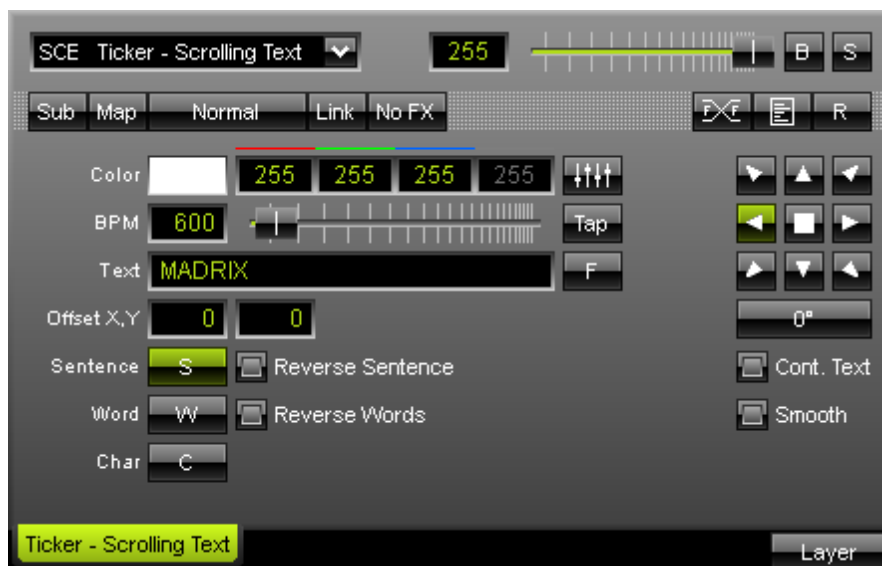 SCE Ticker - Scrolling Text 255 B S
Sub Map Normal Link No FX R
Color 255 255 255 255
BPM 600 Tap
Text MADRIX F
Offset X,Y 0 0 0°
Sentence S Reverse Sentence Cont. Text
Word W Reverse Words Smooth
Char C
Ticker - Scrolling Text Layer